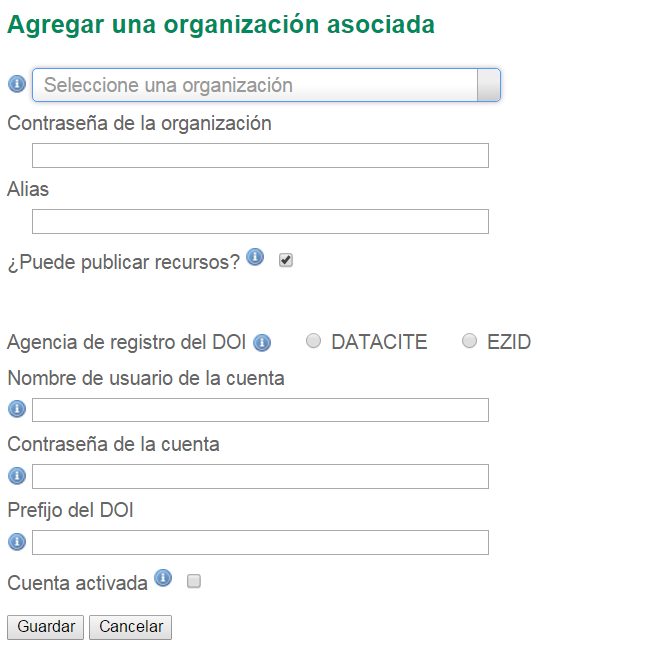 Agregar una organización asociada
Seleccione una organización
Contraseña de la organización
Alias
¿Puede publicar recursos?
Agencia de registro del DOI DATACITE EZID
Nombre de usuario de la cuenta
Contraseña de la cuenta
Prefijo del DOI
Cuenta activada
Guardar Cancelar